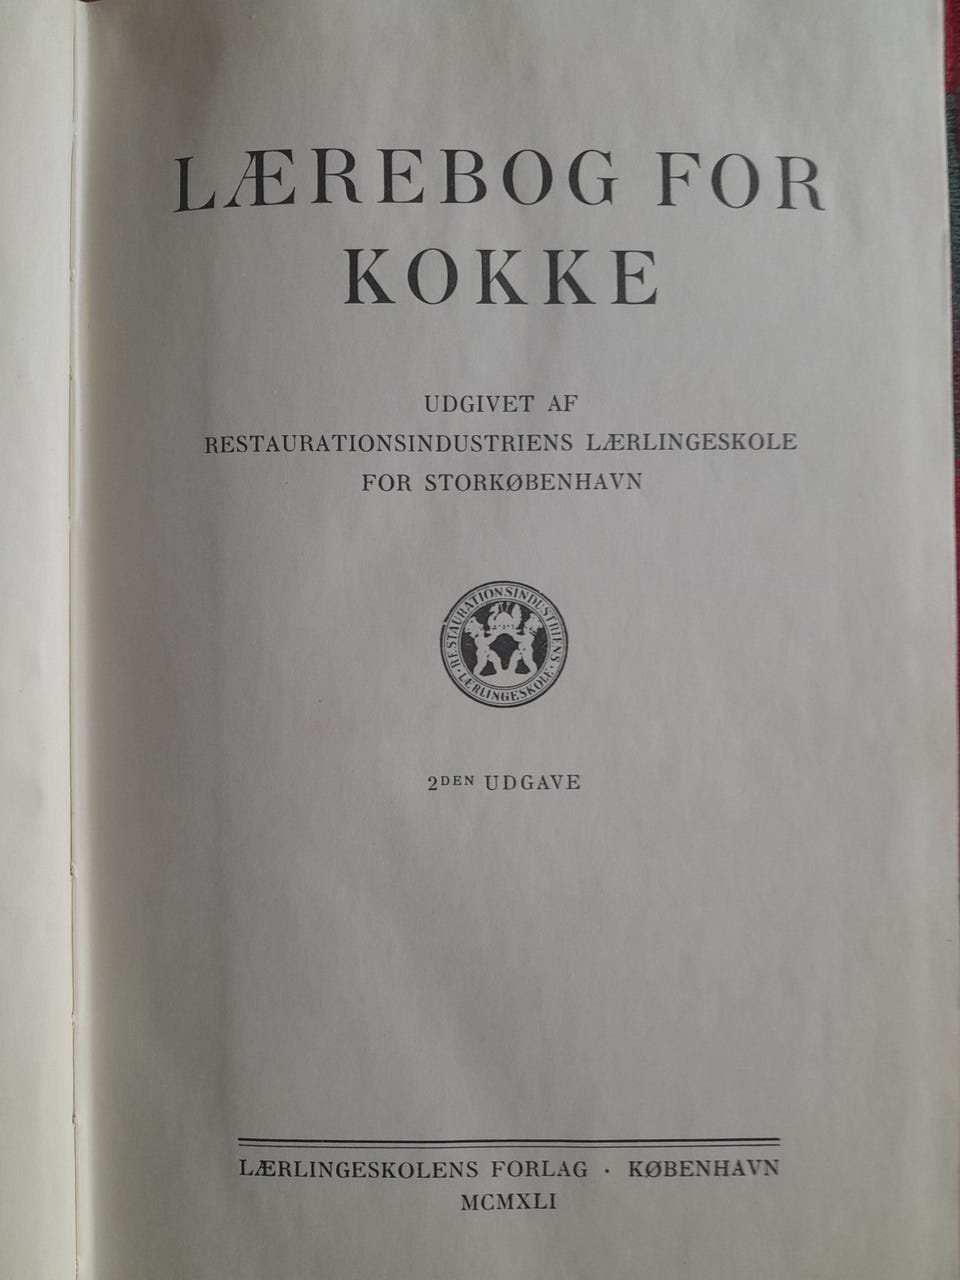 LÆREBOG FOR
KOKKE
UDGIVET AF
RESTAURATIONSINDUSTRIENS LÆRLINGESKOLE
FOR STORKØBENHAVN
RESTAURATIONSINDUSTRIENS
· LÆRLINGESKOLE ·
2DEN UDGAVE
LÆRLINGESKOLENS FORLAG · KØBENHAVN
MCMXLI